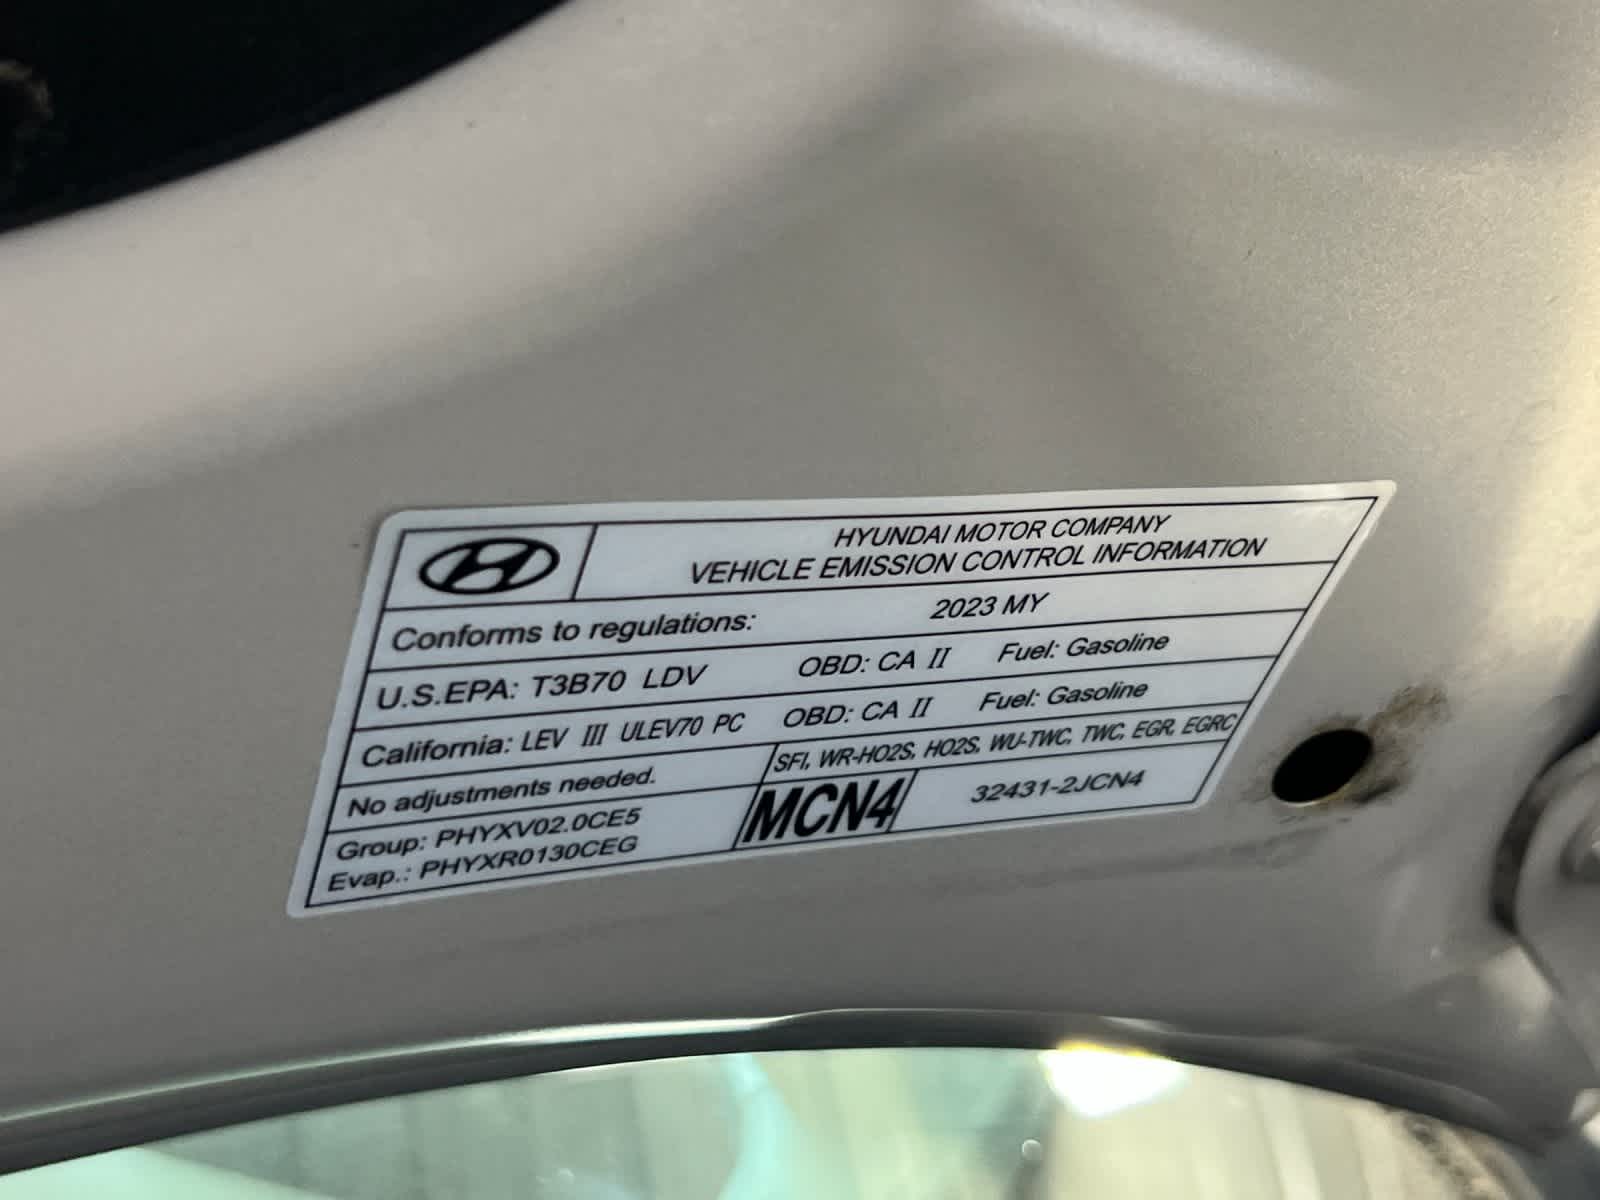 HYUNDAI MOTOR COMPANY
VEHICLE EMISSION CONTROL INFORMATION
Conforms to regulations: 2023 MY
U.S.EPA: T3B70 LDV OBD: CA II Fuel: Gasoline
California: LEV III ULEV70 PC OBD: CA II Fuel: Gasoline
No adjustments needed. SFI, WR-HO2S, HO2S, WU-TWC, TWC, EGR, EGRC
Group: PHYXV02.0CE5
Evap.: PHYXR0130CEG
MCN4 32431-2JCN4